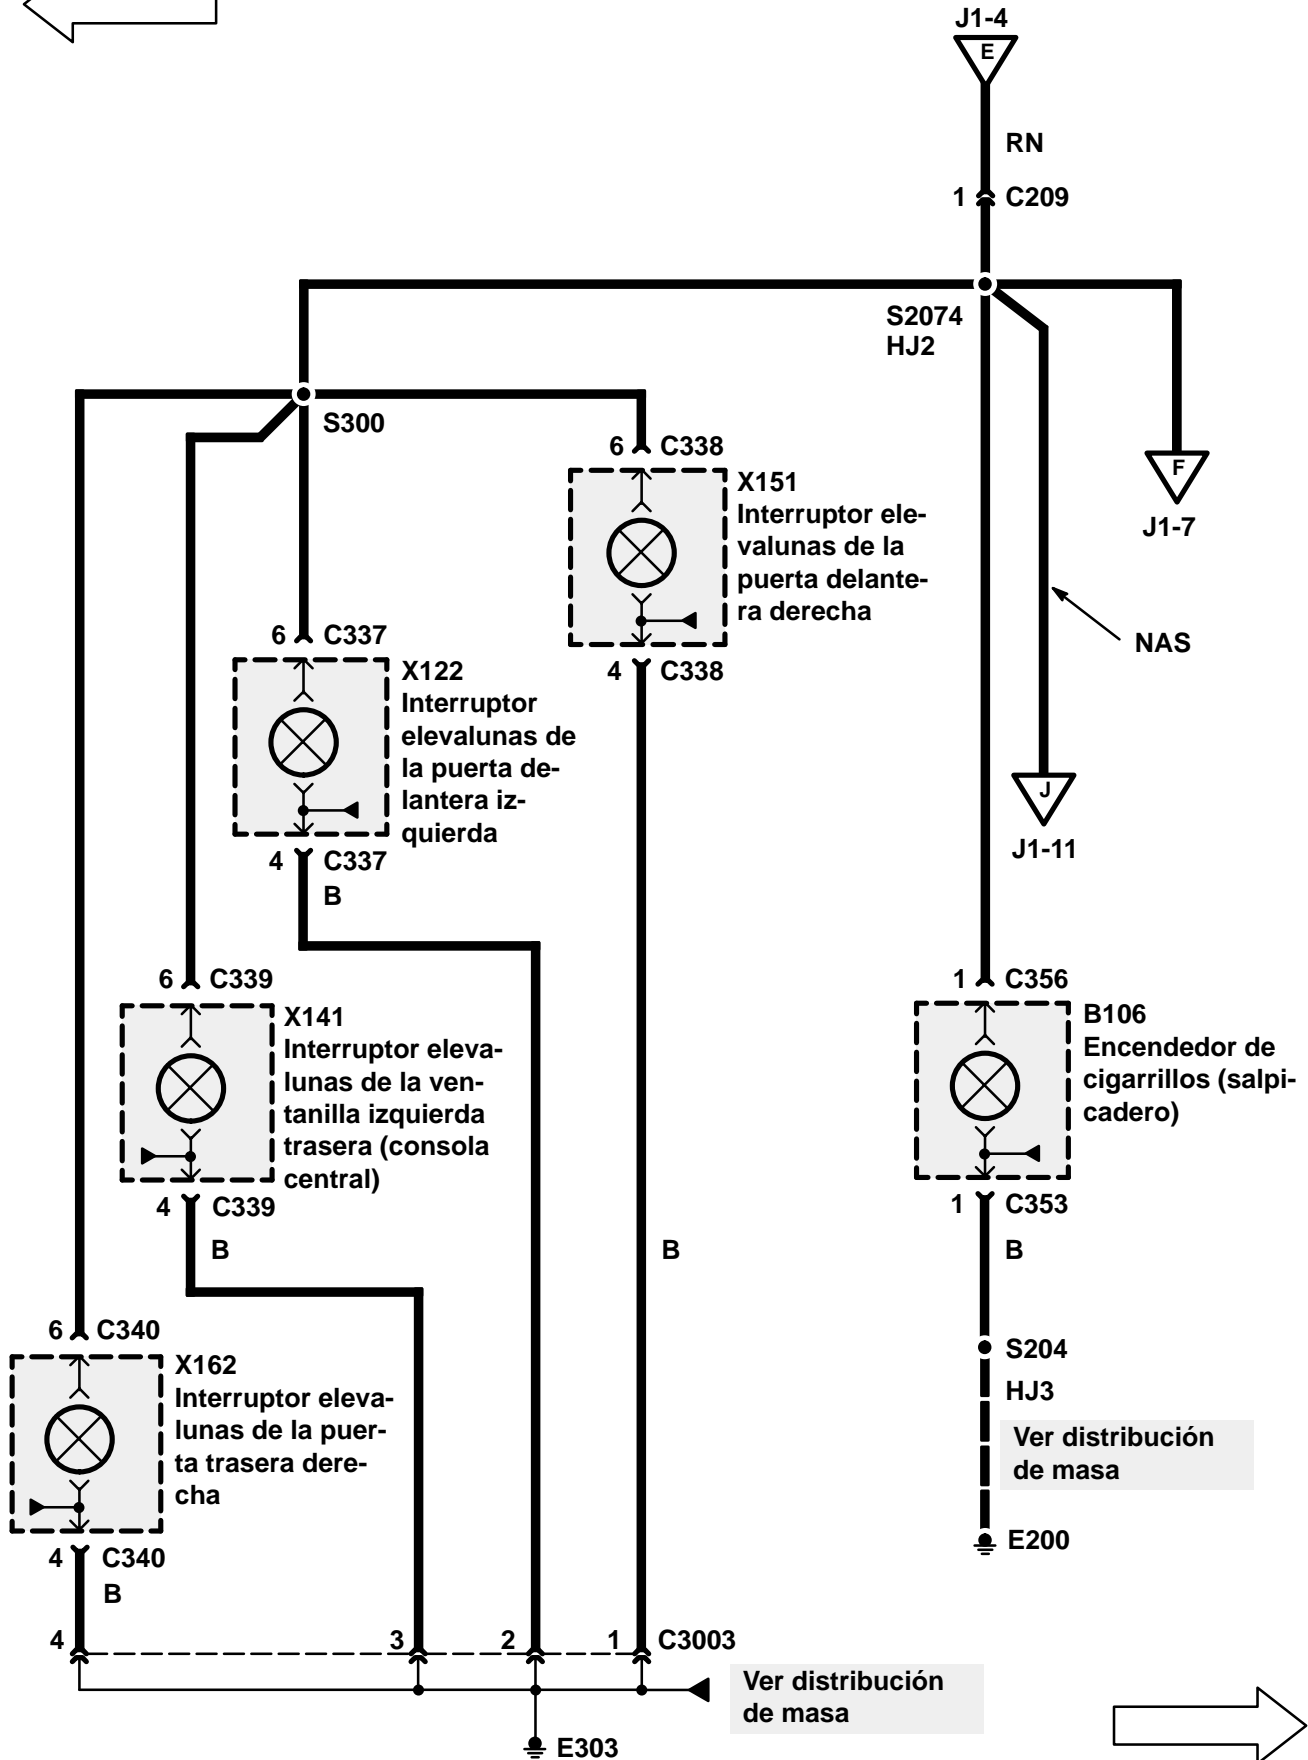 J1-4
E
RN
1 C209
S2074
HJ2
S300
6 C338
X151
Interruptor ele-
valunas de la
puerta delante-
ra derecha
4 C338
F
J1-7
NAS
6 C337
X122
Interruptor
elevalunas de
la puerta de-
lantera iz-
quierda
4 C337
B
J
J1-11
6 C339
X141
Interruptor eleva-
lunas de la ven-
tanilla izquierda
trasera (consola
central)
4 C339
B
B
1 C356
B106
Encendedor de
cigarrillos (salpi-
cadero)
1 C353
B
S204
HJ3
Ver distribución
de masa
E200
6 C340
X162
Interruptor eleva-
lunas de la puer-
ta trasera dere-
cha
4 C340
B
4 3 2 1 C3003
Ver distribución
de masa
E303